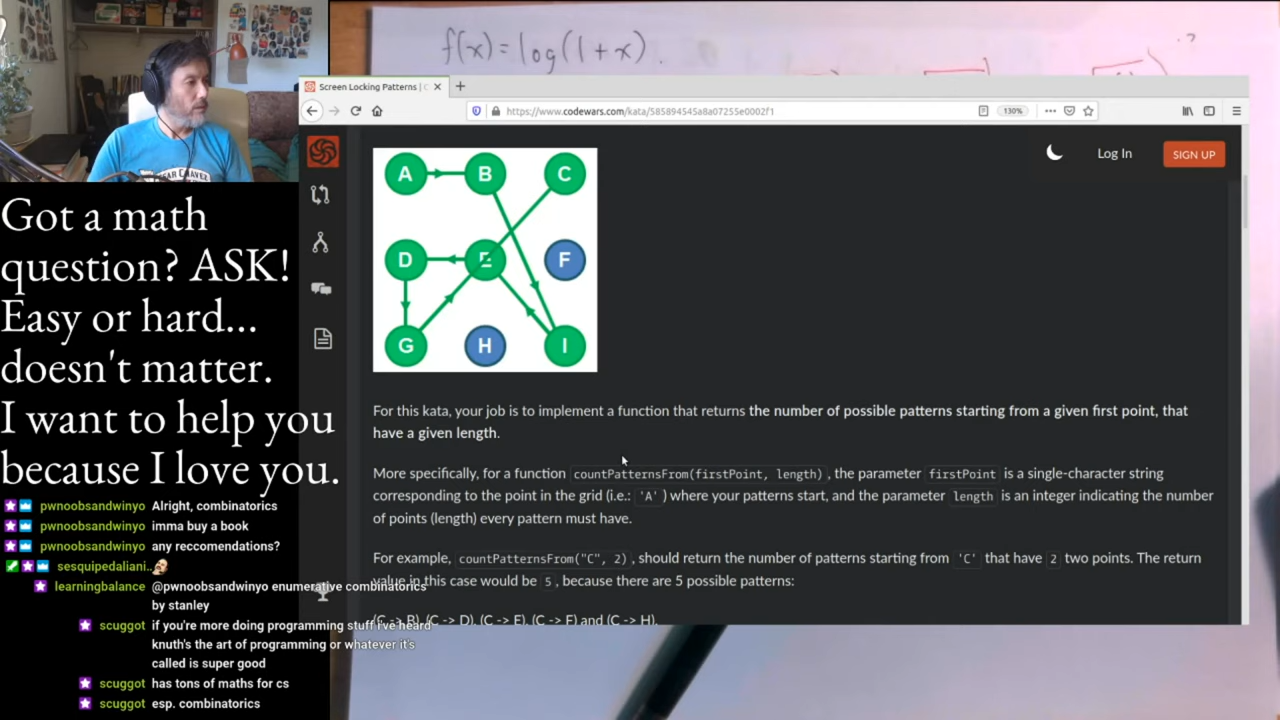 f(x) = log(1+x).
Screen Locking Patterns | C
https://www.codewars.com/kata/585894545a8a07255e0002f1
130%
Log In
SIGN UP
A B C
D E F
G H I
For this kata, your job is to implement a function that returns the number of possible patterns starting from a given first point, that
have a given length.
More specifically, for a function countPatternsFrom(firstPoint, length), the parameter firstPoint is a single-character string
corresponding to the point in the grid (i.e.: 'A') where your patterns start, and the parameter length is an integer indicating the number
of points (length) every pattern must have.
For example, countPatternsFrom("C", 2), should return the number of patterns starting from 'C' that have 2 two points. The return
value in this case would be 5, because there are 5 possible patterns:
(C -> B), (C -> D), (C -> E), (C -> F) and (C -> H).
Got a math
question? ASK!
Easy or hard...
doesn't matter.
I want to help you
because I love you.
pwnoobsandwinyo Alright, combinatorics
pwnoobsandwinyo imma buy a book
pwnoobsandwinyo any reccomendations?
sesquipedaliani..
learningbalance @pwnoobsandwinyo enumerative combinatorics
by stanley
scuggot if you're more doing programming stuff i've heard
knuth's the art of programming or whatever it's
called is super good
scuggot has tons of maths for cs
scuggot esp. combinatorics